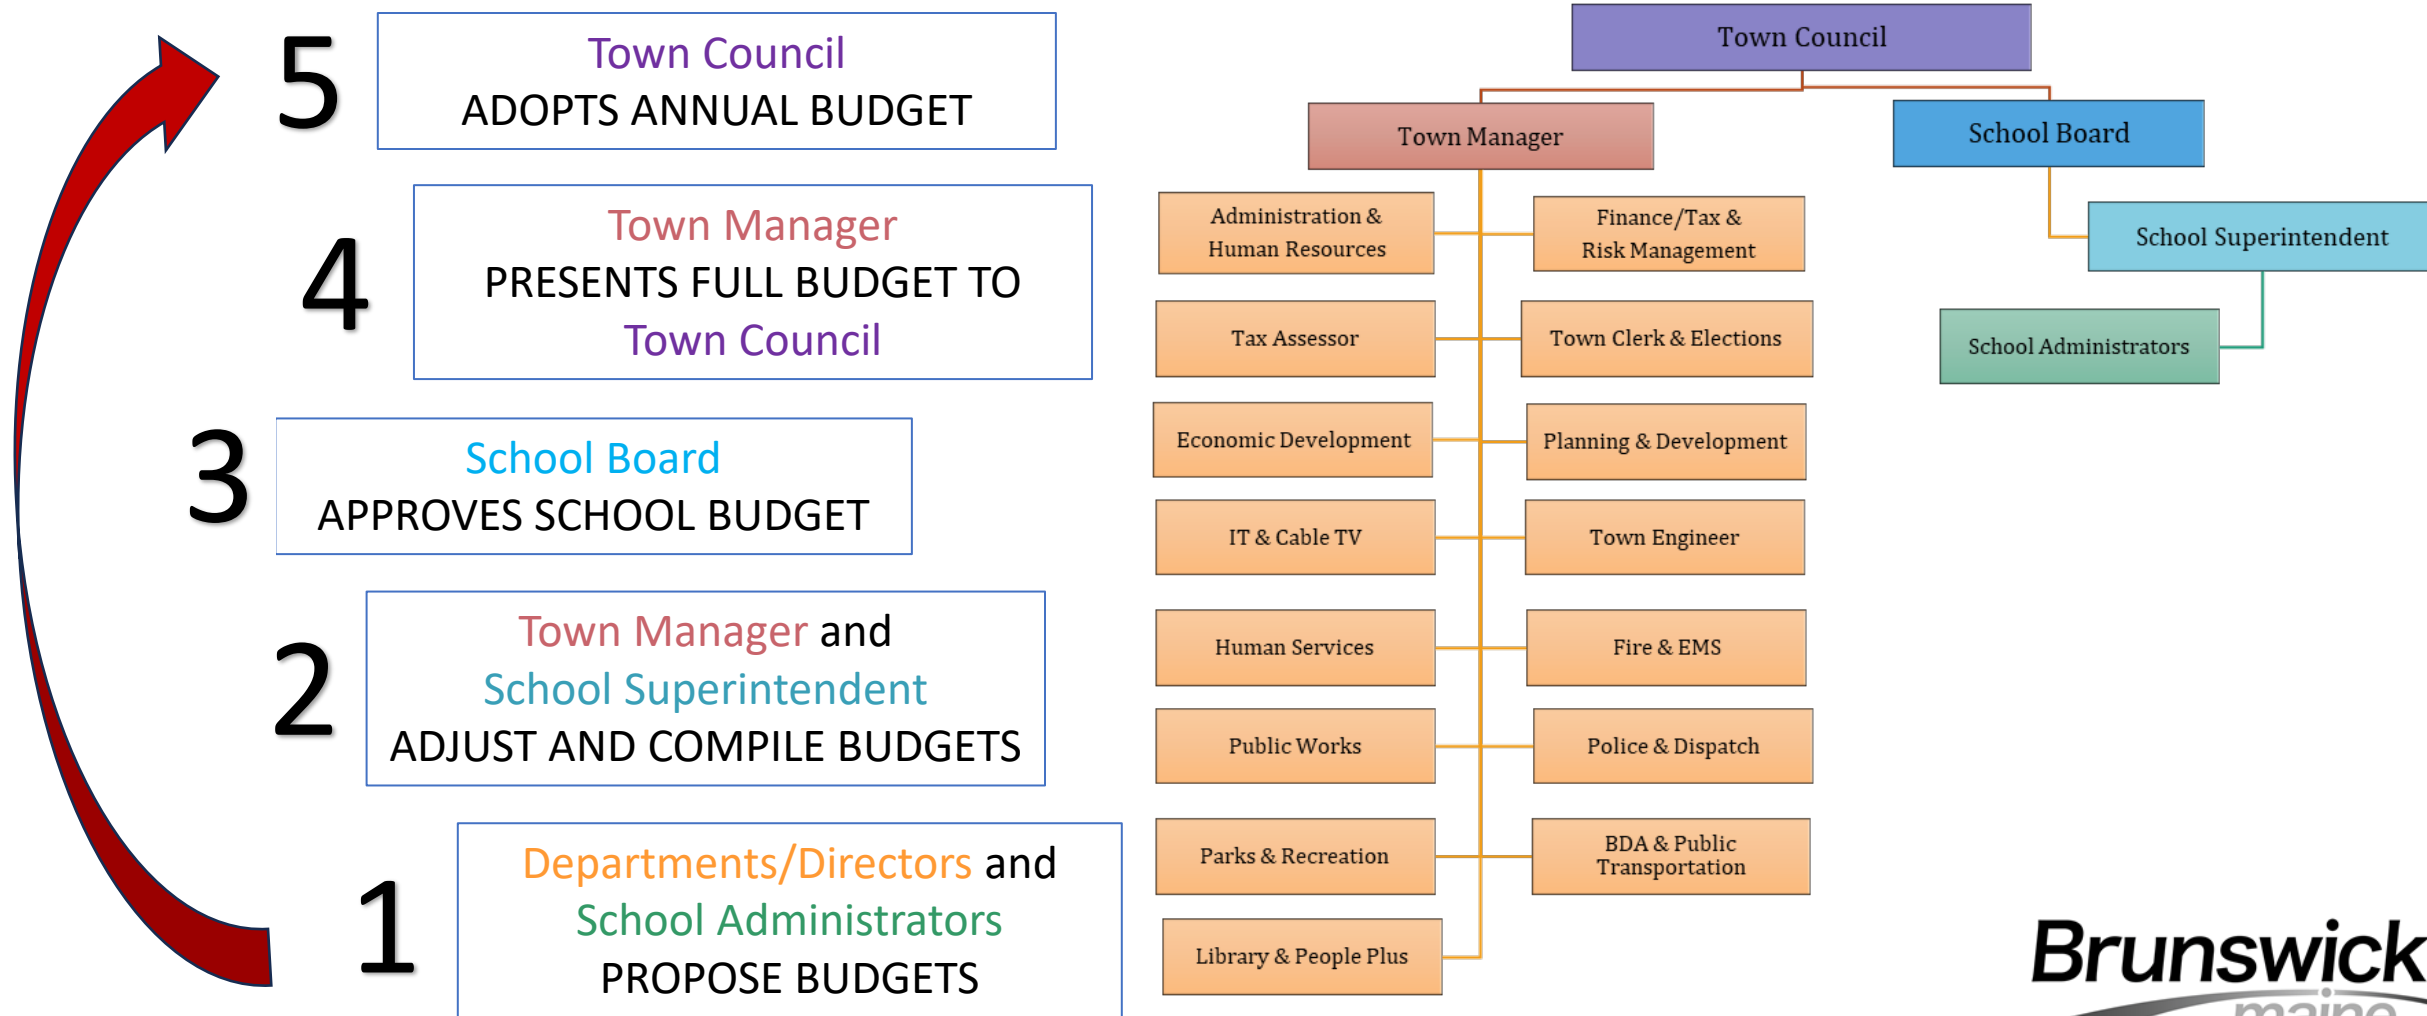 5
Town Council
ADOPTS ANNUAL BUDGET
4
Town Manager
PRESENTS FULL BUDGET TO
Town Council
3
School Board
APPROVES SCHOOL BUDGET
2
Town Manager and
School Superintendent
ADJUST AND COMPILE BUDGETS
1
Departments/Directors and
School Administrators
PROPOSE BUDGETS
Town Council
Town Manager
School Board
Administration &
Human Resources
Finance/Tax &
Risk Management
School Superintendent
Tax Assessor
Town Clerk & Elections
School Administrators
Economic Development
Planning & Development
IT & Cable TV
Town Engineer
Human Services
Fire & EMS
Public Works
Police & Dispatch
Parks & Recreation
BDA & Public
Transportation
Library & People Plus
Brunswick
maine